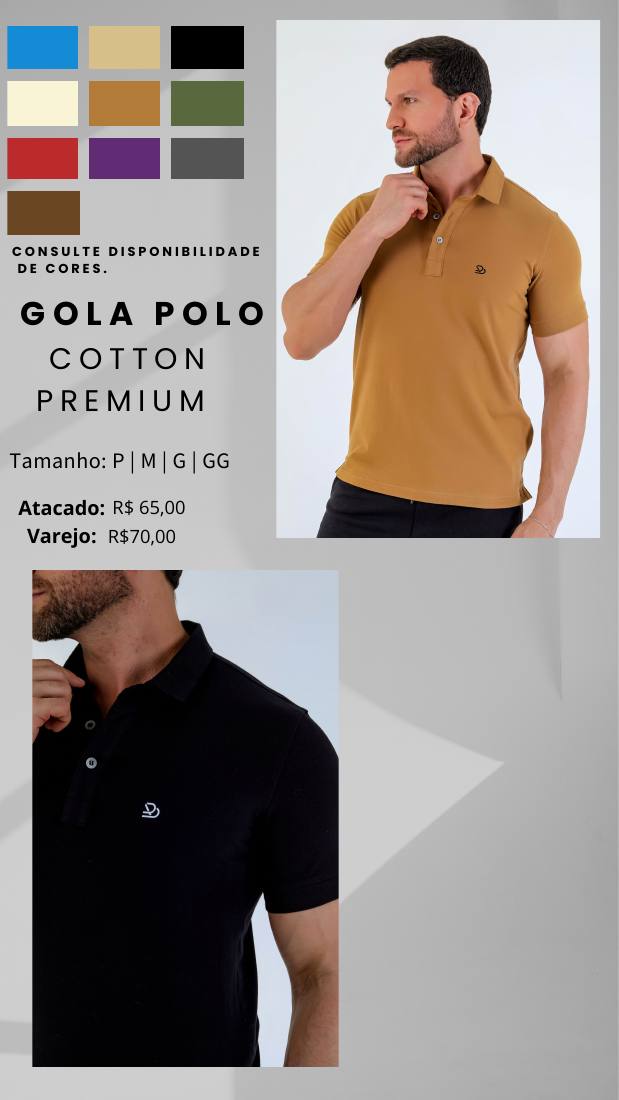 CONSULTE DISPONIBILIDADE
DE CORES.
GOLA POLO
COTTON
PREMIUM
Tamanho: P | M | G | GG
Atacado: R$ 65,00
Varejo: R$70,00